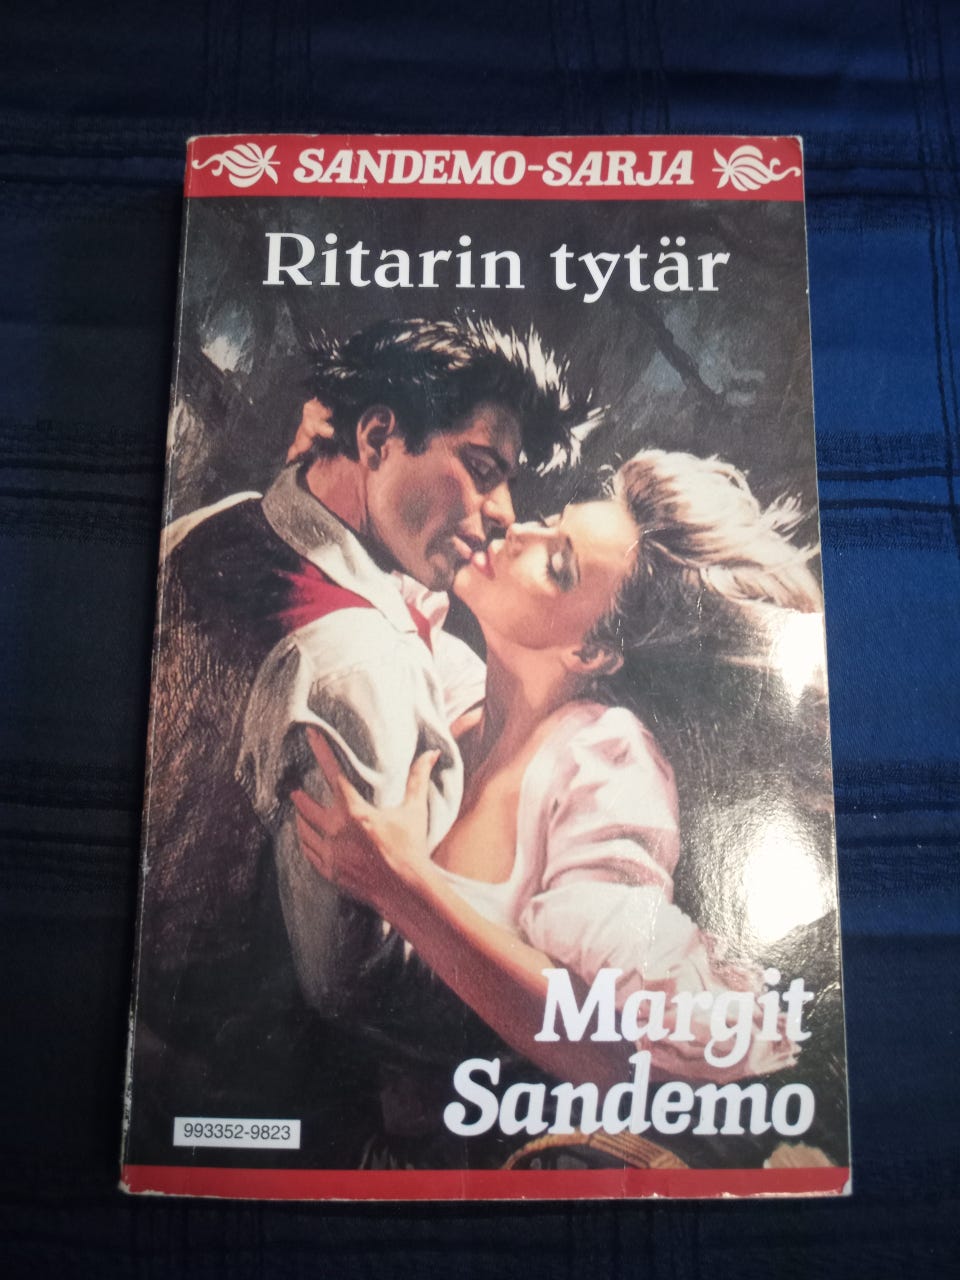 SANDEMO-SARJA
Ritarin tytär
Margit
Sandemo
993352-9823